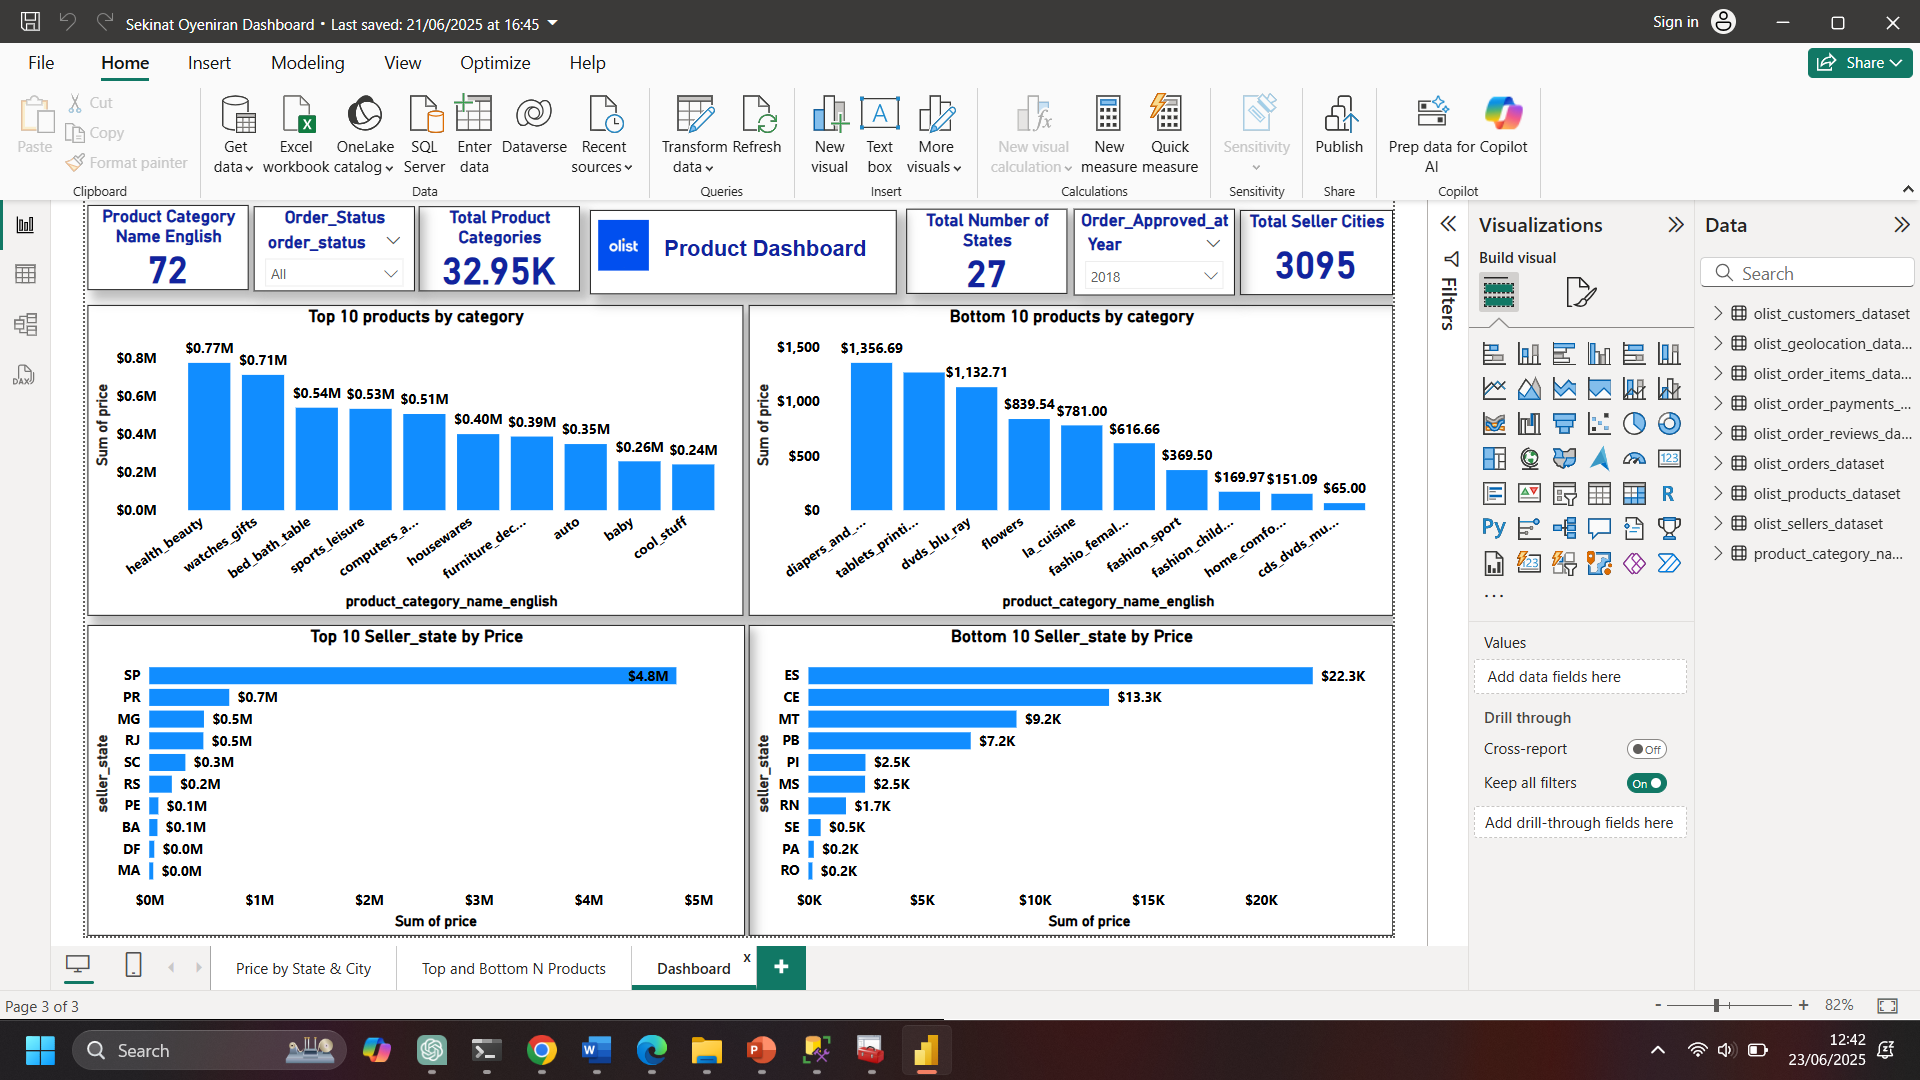 Sekinat Oyeniran Dashboard • Last saved: 21/06/2025 at 16:45
Sign in
File Home Insert Modeling View Optimize Help
Share
Paste
Cut
Copy
Format painter
Clipboard
Get data
Excel workbook
OneLake catalog
SQL Server
Enter data
Dataverse
Recent sources
Data
Transform data
Refresh
Queries
New visual
Text box
More visuals
Insert
New visual calculation
New measure
Quick measure
Calculations
Sensitivity
Sensitivity
Publish
Share
Prep data for AI
Copilot
Copilot
Product Category Name English
72
Order_Status
order_status
All
Total Product Categories
32.95K
olist
Product Dashboard
Total Number of States
27
Order_Approved_at
Year
2018
Total Seller Cities
3095
Top 10 products by category
Sum of price
$0.8M
$0.6M
$0.4M
$0.2M
$0.0M
$0.77M
$0.71M
$0.54M
$0.53M
$0.51M
$0.40M
$0.39M
$0.35M
$0.26M
$0.24M
health_beauty
watches_gifts
bed_bath_table
sports_leisure
computers_a...
housewares
furniture_dec...
auto
baby
cool_stuff
product_category_name_english
Bottom 10 products by category
Sum of price
$1,500
$1,000
$500
$0
$1,356.69
$1,132.71
$839.54
$781.00
$616.66
$369.50
$169.97
$151.09
$65.00
diapers_and_...
tablets_printi...
dvds_blu_ray
flowers
la_cuisine
fashio_femal...
fashion_sport
fashion_child...
home_comfo...
cds_dvds_mu...
product_category_name_english
Top 10 Seller_state by Price
seller_state
SP $4.8M
PR $0.7M
MG $0.5M
RJ $0.5M
SC $0.3M
RS $0.2M
PE $0.1M
BA $0.1M
DF $0.0M
MA $0.0M
$0M $1M $2M $3M $4M $5M
Sum of price
Bottom 10 Seller_state by Price
seller_state
ES $22.3K
CE $13.3K
MT $9.2K
PB $7.2K
PI $2.5K
MS $2.5K
RN $1.7K
SE $0.5K
PA $0.2K
RO $0.2K
$0K $5K $10K $15K $20K
Sum of price
Filters
Visualizations
Build visual
123
R
Py
123
...
Values
Add data fields here
Drill through
Cross-report
Off
Keep all filters
On
Add drill-through fields here
Data
Search
olist_customers_dataset
olist_geolocation_data...
olist_order_items_data...
olist_order_payments_...
olist_order_reviews_da...
olist_orders_dataset
olist_products_dataset
olist_sellers_dataset
product_category_na...
Price by State & City
Top and Bottom N Products
Dashboard
x
+
Page 3 of 3
- + 82%
Search
12:42
23/06/2025